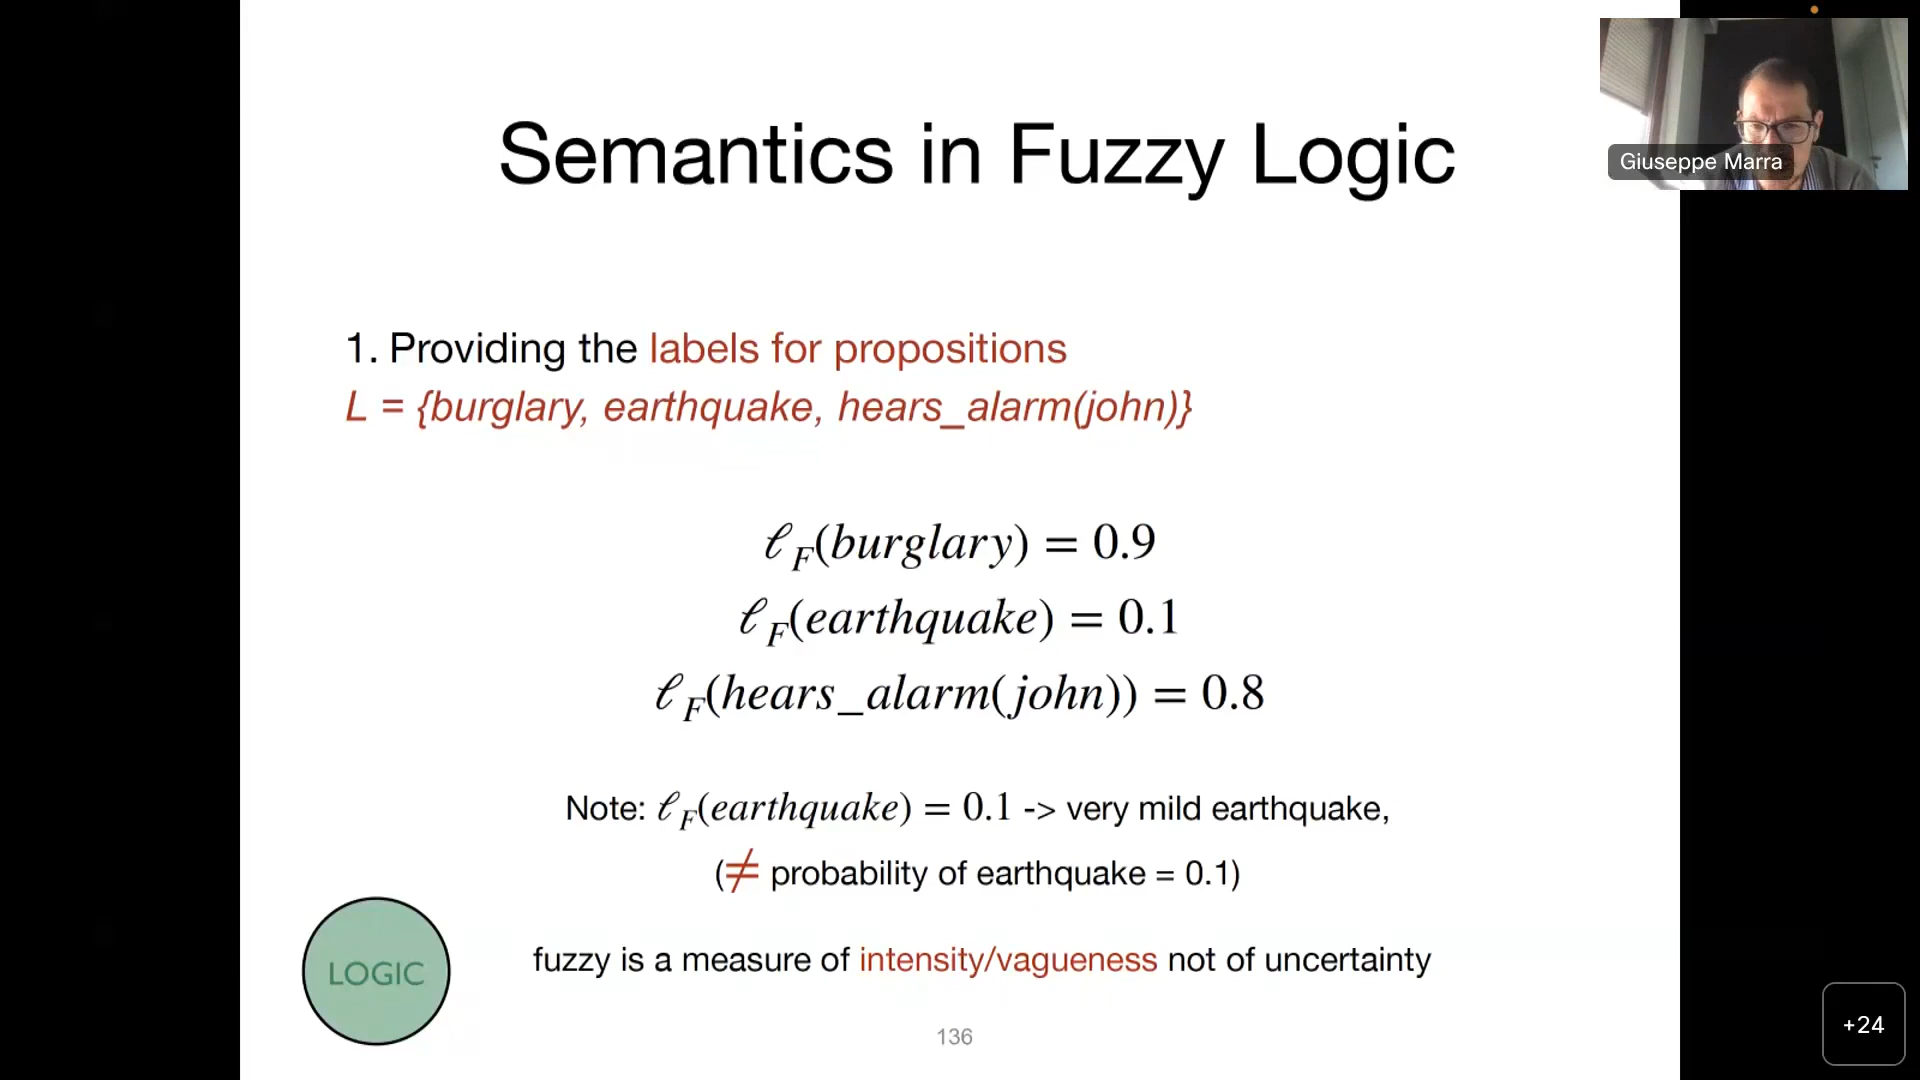 Semantics in Fuzzy Logic
Giuseppe Marra
1. Providing the labels for propositions
L = {burglary, earthquake, hears_alarm(john)}
ℓ_F(burglary) = 0.9
ℓ_F(earthquake) = 0.1
ℓ_F(hears_alarm(john)) = 0.8
Note: ℓ_F(earthquake) = 0.1 -> very mild earthquake,
(≠ probability of earthquake = 0.1)
LOGIC
fuzzy is a measure of intensity/vagueness not of uncertainty
136
+24